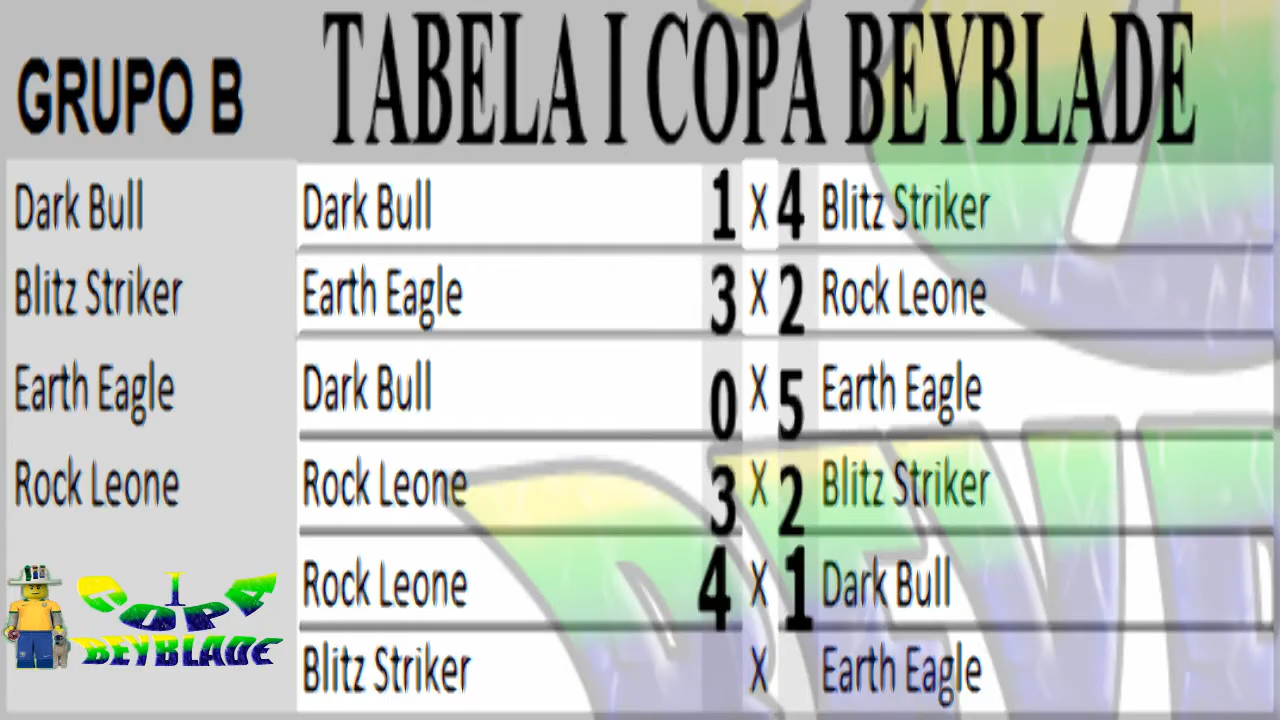 GRUPO B TABELA I COPA BEYBLADE
Dark Bull Dark Bull 1 X 4 Blitz Striker
Blitz Striker Earth Eagle 3 X 2 Rock Leone
Earth Eagle Dark Bull 0 X 5 Earth Eagle
Rock Leone Rock Leone 3 X 2 Blitz Striker
Rock Leone 4 X 1 Dark Bull
Blitz Striker X Earth Eagle
I
COPA
BEYBLADE